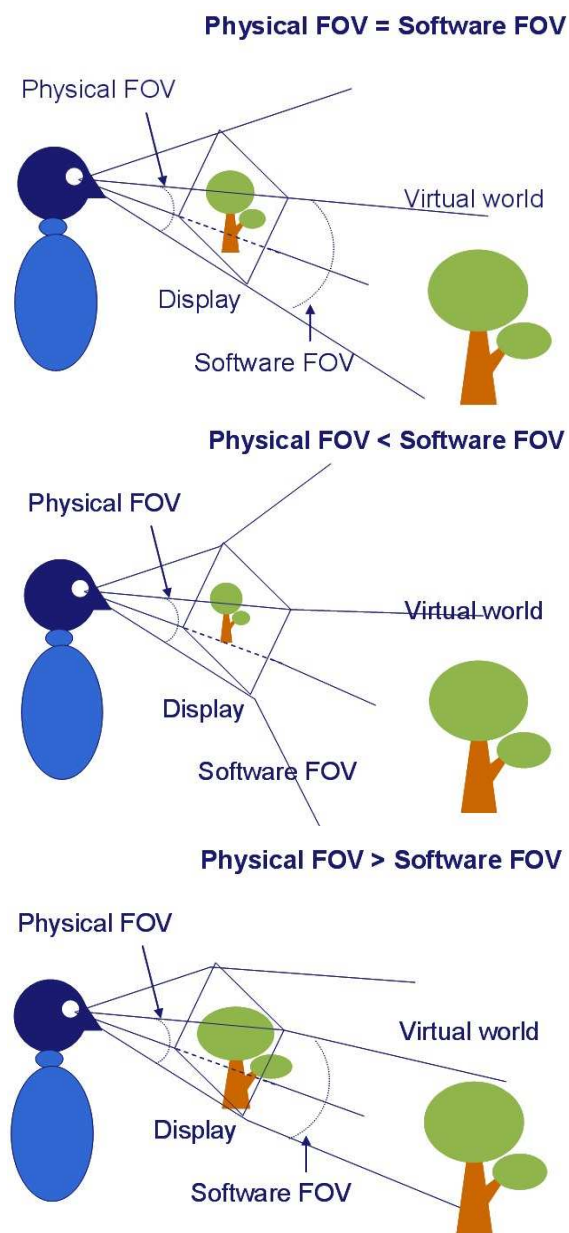 Physical FOV = Software FOV
Physical FOV
Virtual world
Display
Software FOV
Physical FOV < Software FOV
Physical FOV
Virtual world
Display
Software FOV
Physical FOV > Software FOV
Physical FOV
Virtual world
Display
Software FOV